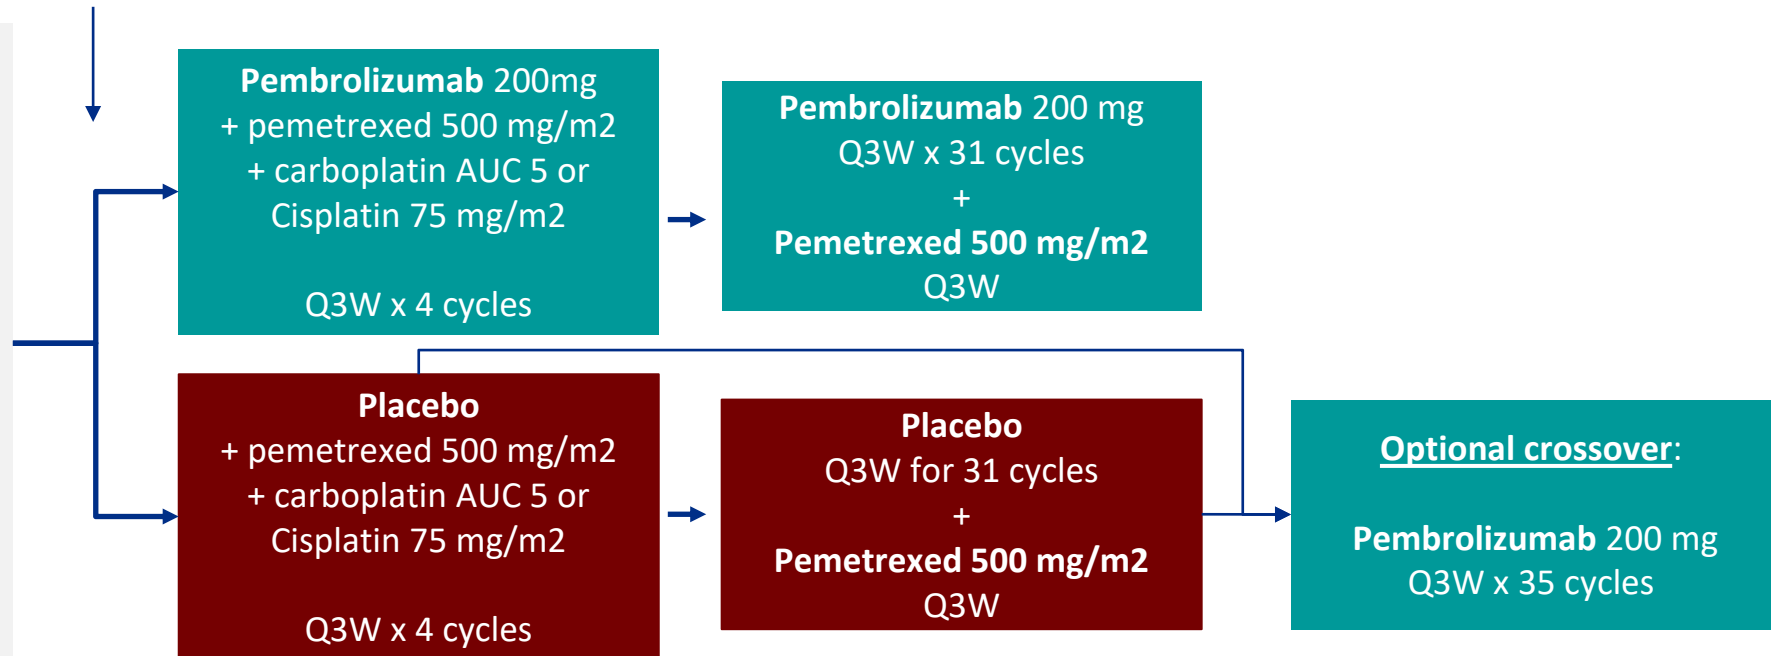 Pembrolizumab 200mg
+ pemetrexed 500 mg/m2
+ carboplatin AUC 5 or
Cisplatin 75 mg/m2
Q3W x 4 cycles
Pembrolizumab 200 mg
Q3W x 31 cycles
+
Pemetrexed 500 mg/m2
Q3W
Placebo
+ pemetrexed 500 mg/m2
+ carboplatin AUC 5 or
Cisplatin 75 mg/m2
Q3W x 4 cycles
Placebo
Q3W for 31 cycles
+
Pemetrexed 500 mg/m2
Q3W
Optional crossover:
Pembrolizumab 200 mg
Q3W x 35 cycles